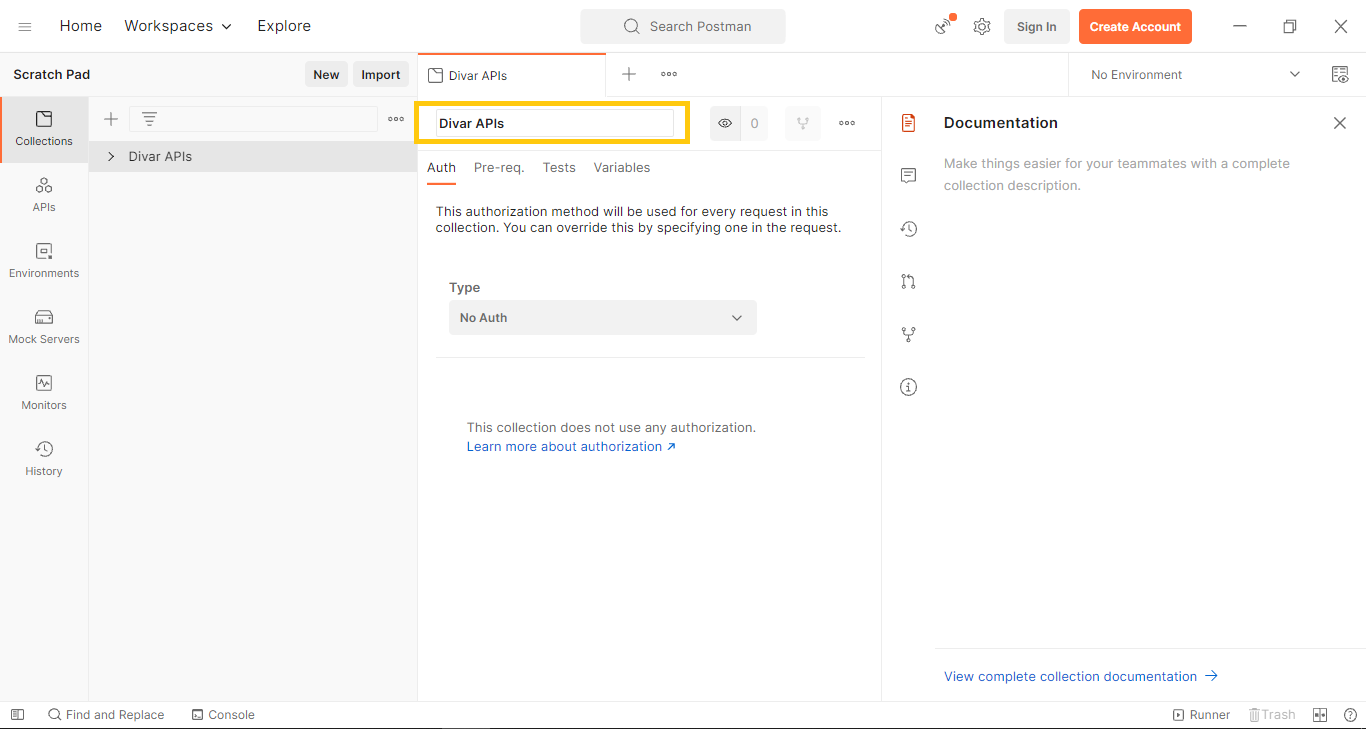 Home Workspaces Explore
Search Postman
Sign In
Create Account
Scratch Pad
New
Import
Divar APIs
No Environment
Collections
APIs
Environments
Mock Servers
Monitors
History
Divar APIs
Divar APIs
0
Auth Pre-req. Tests Variables
This authorization method will be used for every request in this
collection. You can override this by specifying one in the request.
Type
No Auth
This collection does not use any authorization.
Learn more about authorization ↗
Documentation
Make things easier for your teammates with a complete
collection description.
View complete collection documentation →
Find and Replace
Console
Runner
Trash